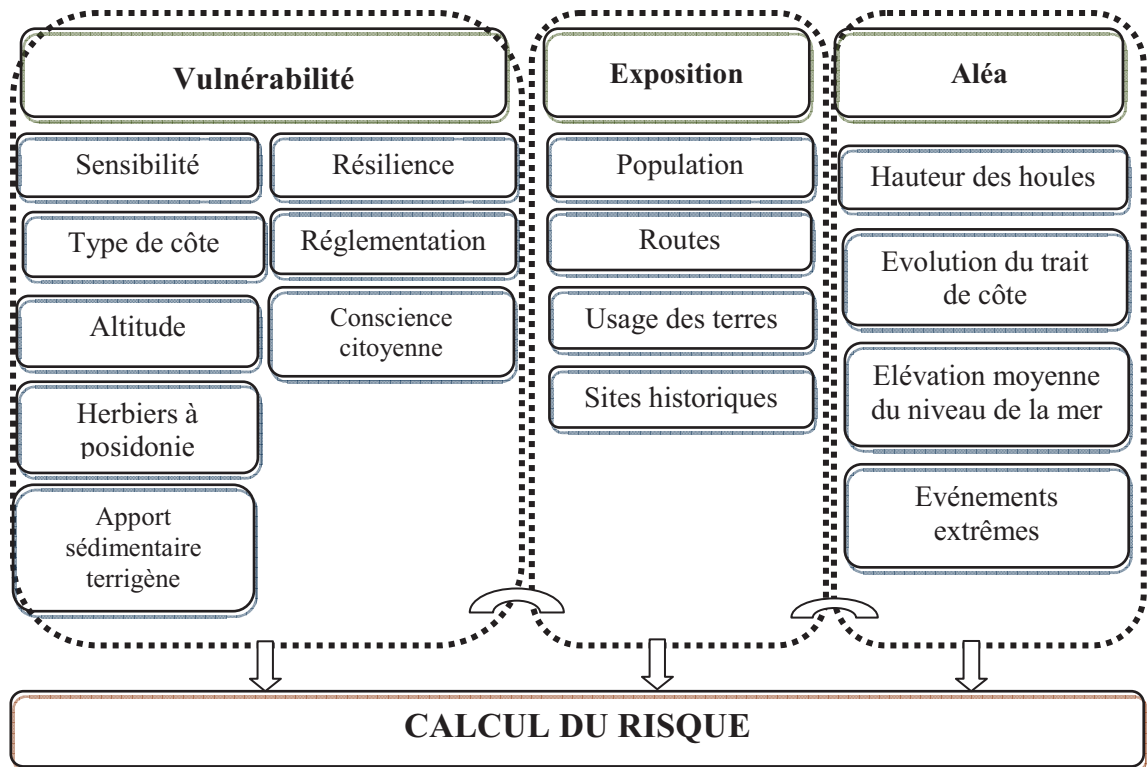 Vulnérabilité
Sensibilité
Type de côte
Altitude
Herbiers à
posidonie
Apport
sédimentaire
terrigène
Résilience
Réglementation
Conscience
citoyenne
Exposition
Population
Routes
Usage des terres
Sites historiques
Aléa
Hauteur des houles
Evolution du trait
de côte
Elévation moyenne
du niveau de la mer
Evénements
extrêmes
CALCUL DU RISQUE